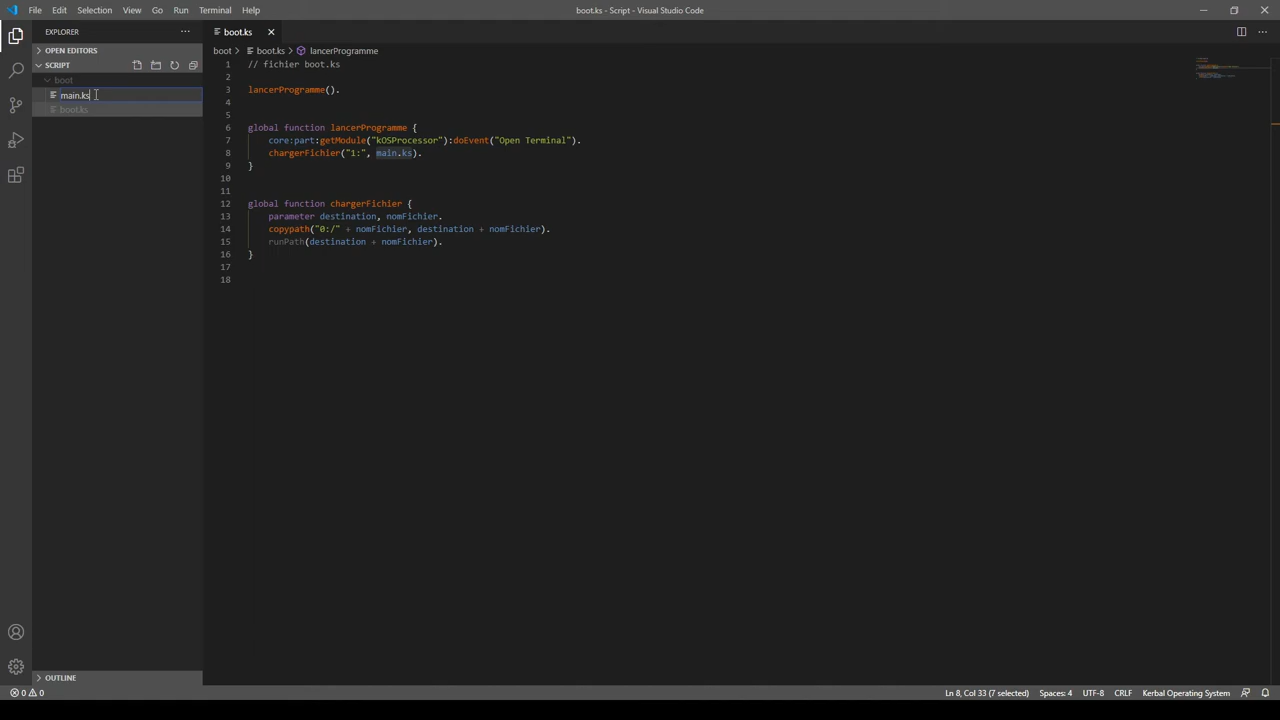 File Edit Selection View Go Run Terminal Help
boot.ks - Script - Visual Studio Code
EXPLORER
OPEN EDITORS
SCRIPT
boot
main.ks
boot.ks
boot.ks
boot > boot.ks > lancerProgramme
1 // fichier boot.ks
2
3 lancerProgramme().
4
5
6 global function lancerProgramme {
7 core:part:getModule("kOSProcessor"):doEvent("Open Terminal").
8 chargerFichier("1:", main.ks).
9 }
10
11
12 global function chargerFichier {
13 parameter destination, nomFichier.
14 copypath("0:/" + nomFichier, destination + nomFichier).
15 runPath(destination + nomFichier).
16 }
17
18
OUTLINE
0 0 Ln 8, Col 33 (7 selected) Spaces: 4 UTF-8 CRLF Kerbal Operating System